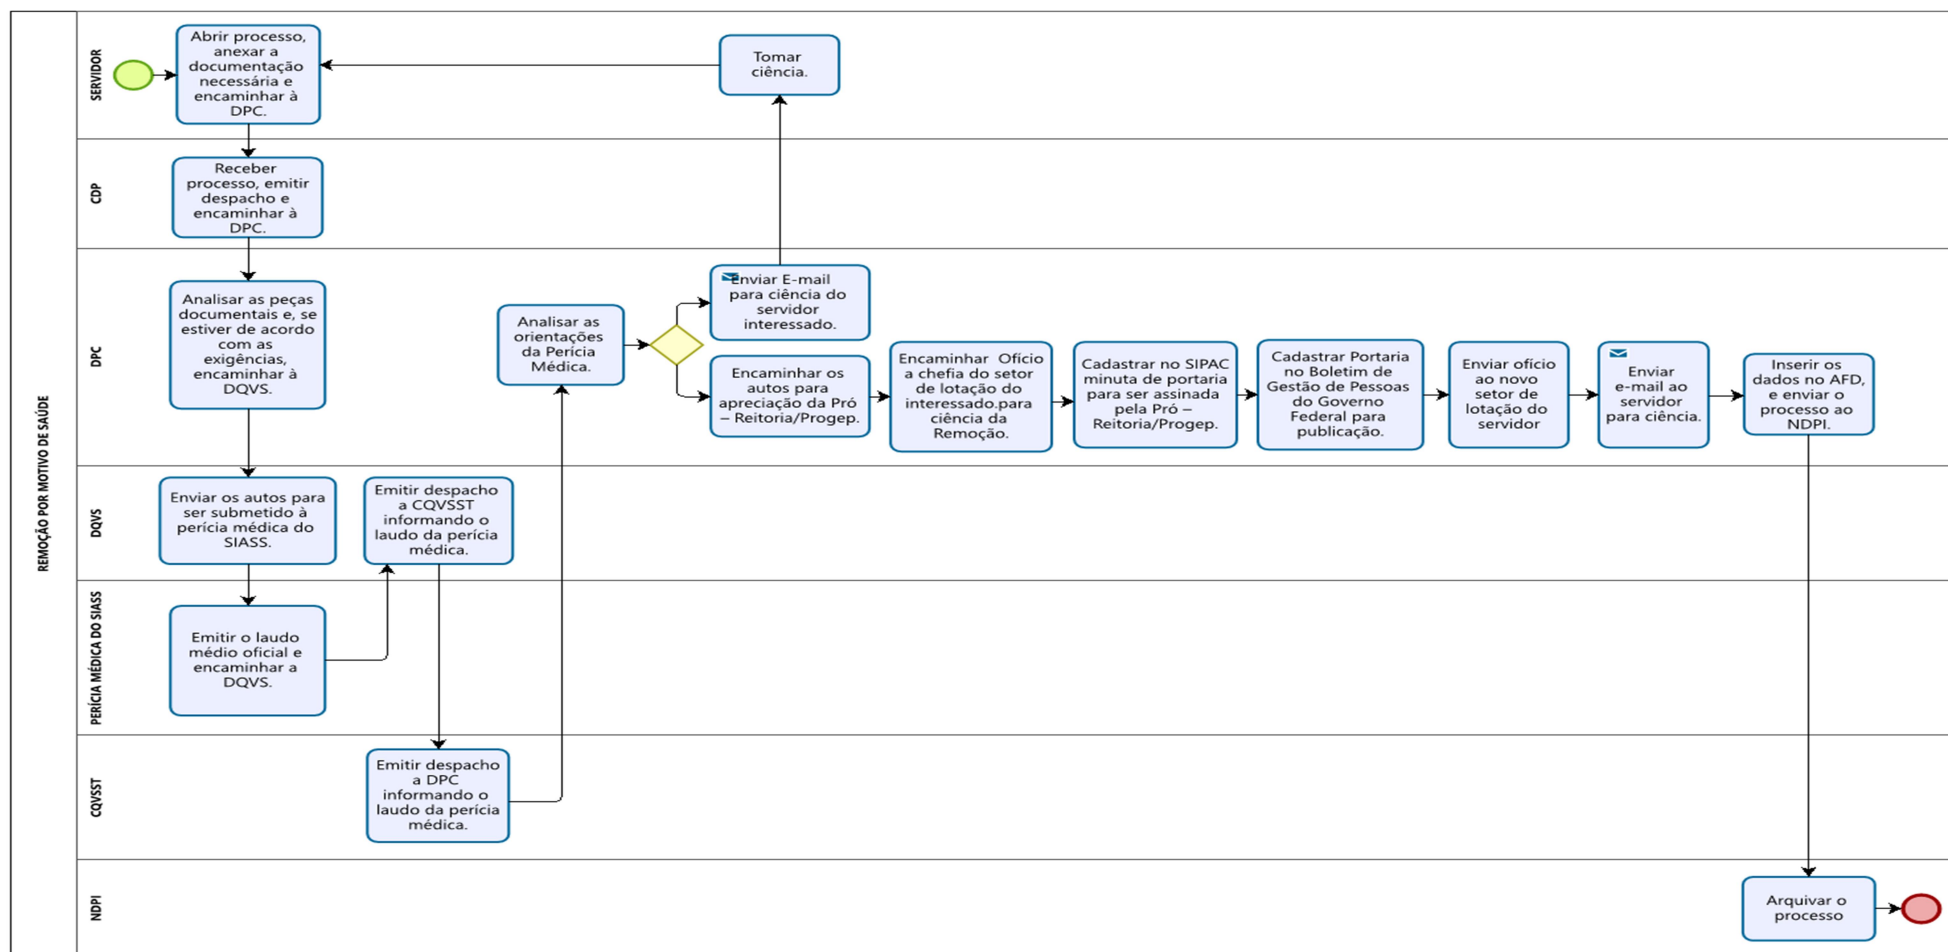 REMOÇÃO POR MOTIVO DE SAÚDE
SERVIDOR
Abrir processo,
anexar a
documentação
necessária e
encaminhar à
DPC.
Tomar
ciência.
CDP
Receber
processo, emitir
despacho e
encaminhar à
DPC.
DPC
Analisar as peças
documentais e, se
estiver de acordo
com as
exigências,
encaminhar à
DQVS.
Analisar as
orientações
da Perícia
Médica.
Enviar E-mail
para ciência do
servidor
interessado.
Encaminhar os
autos para
apreciação da Pró
– Reitoria/Progep.
Encaminhar Ofício
a chefia do setor
de lotação do
interessado.para
ciência da
Remoção.
Cadastrar no SIPAC
minuta de portaria
para ser assinada
pela Pró –
Reitoria/Progep.
Cadastrar Portaria
no Boletim de
Gestão de Pessoas
do Governo
Federal para
publicação.
Enviar ofício
ao novo
setor de
lotação do
servidor
Enviar
e-mail ao
servidor
para ciência.
Inserir os
dados no AFD,
e enviar o
processo ao
NDPI.
DQVS
Enviar os autos para
ser submetido à
perícia médica do
SIASS.
Emitir despacho
a CQVSST
informando o
laudo da perícia
médica.
PERÍCIA MÉDICA DO SIASS
Emitir o laudo
médio oficial e
encaminhar a
DQVS.
CQVSST
Emitir despacho
a DPC
informando o
laudo da perícia
médica.
NDPI
Arquivar o
processo